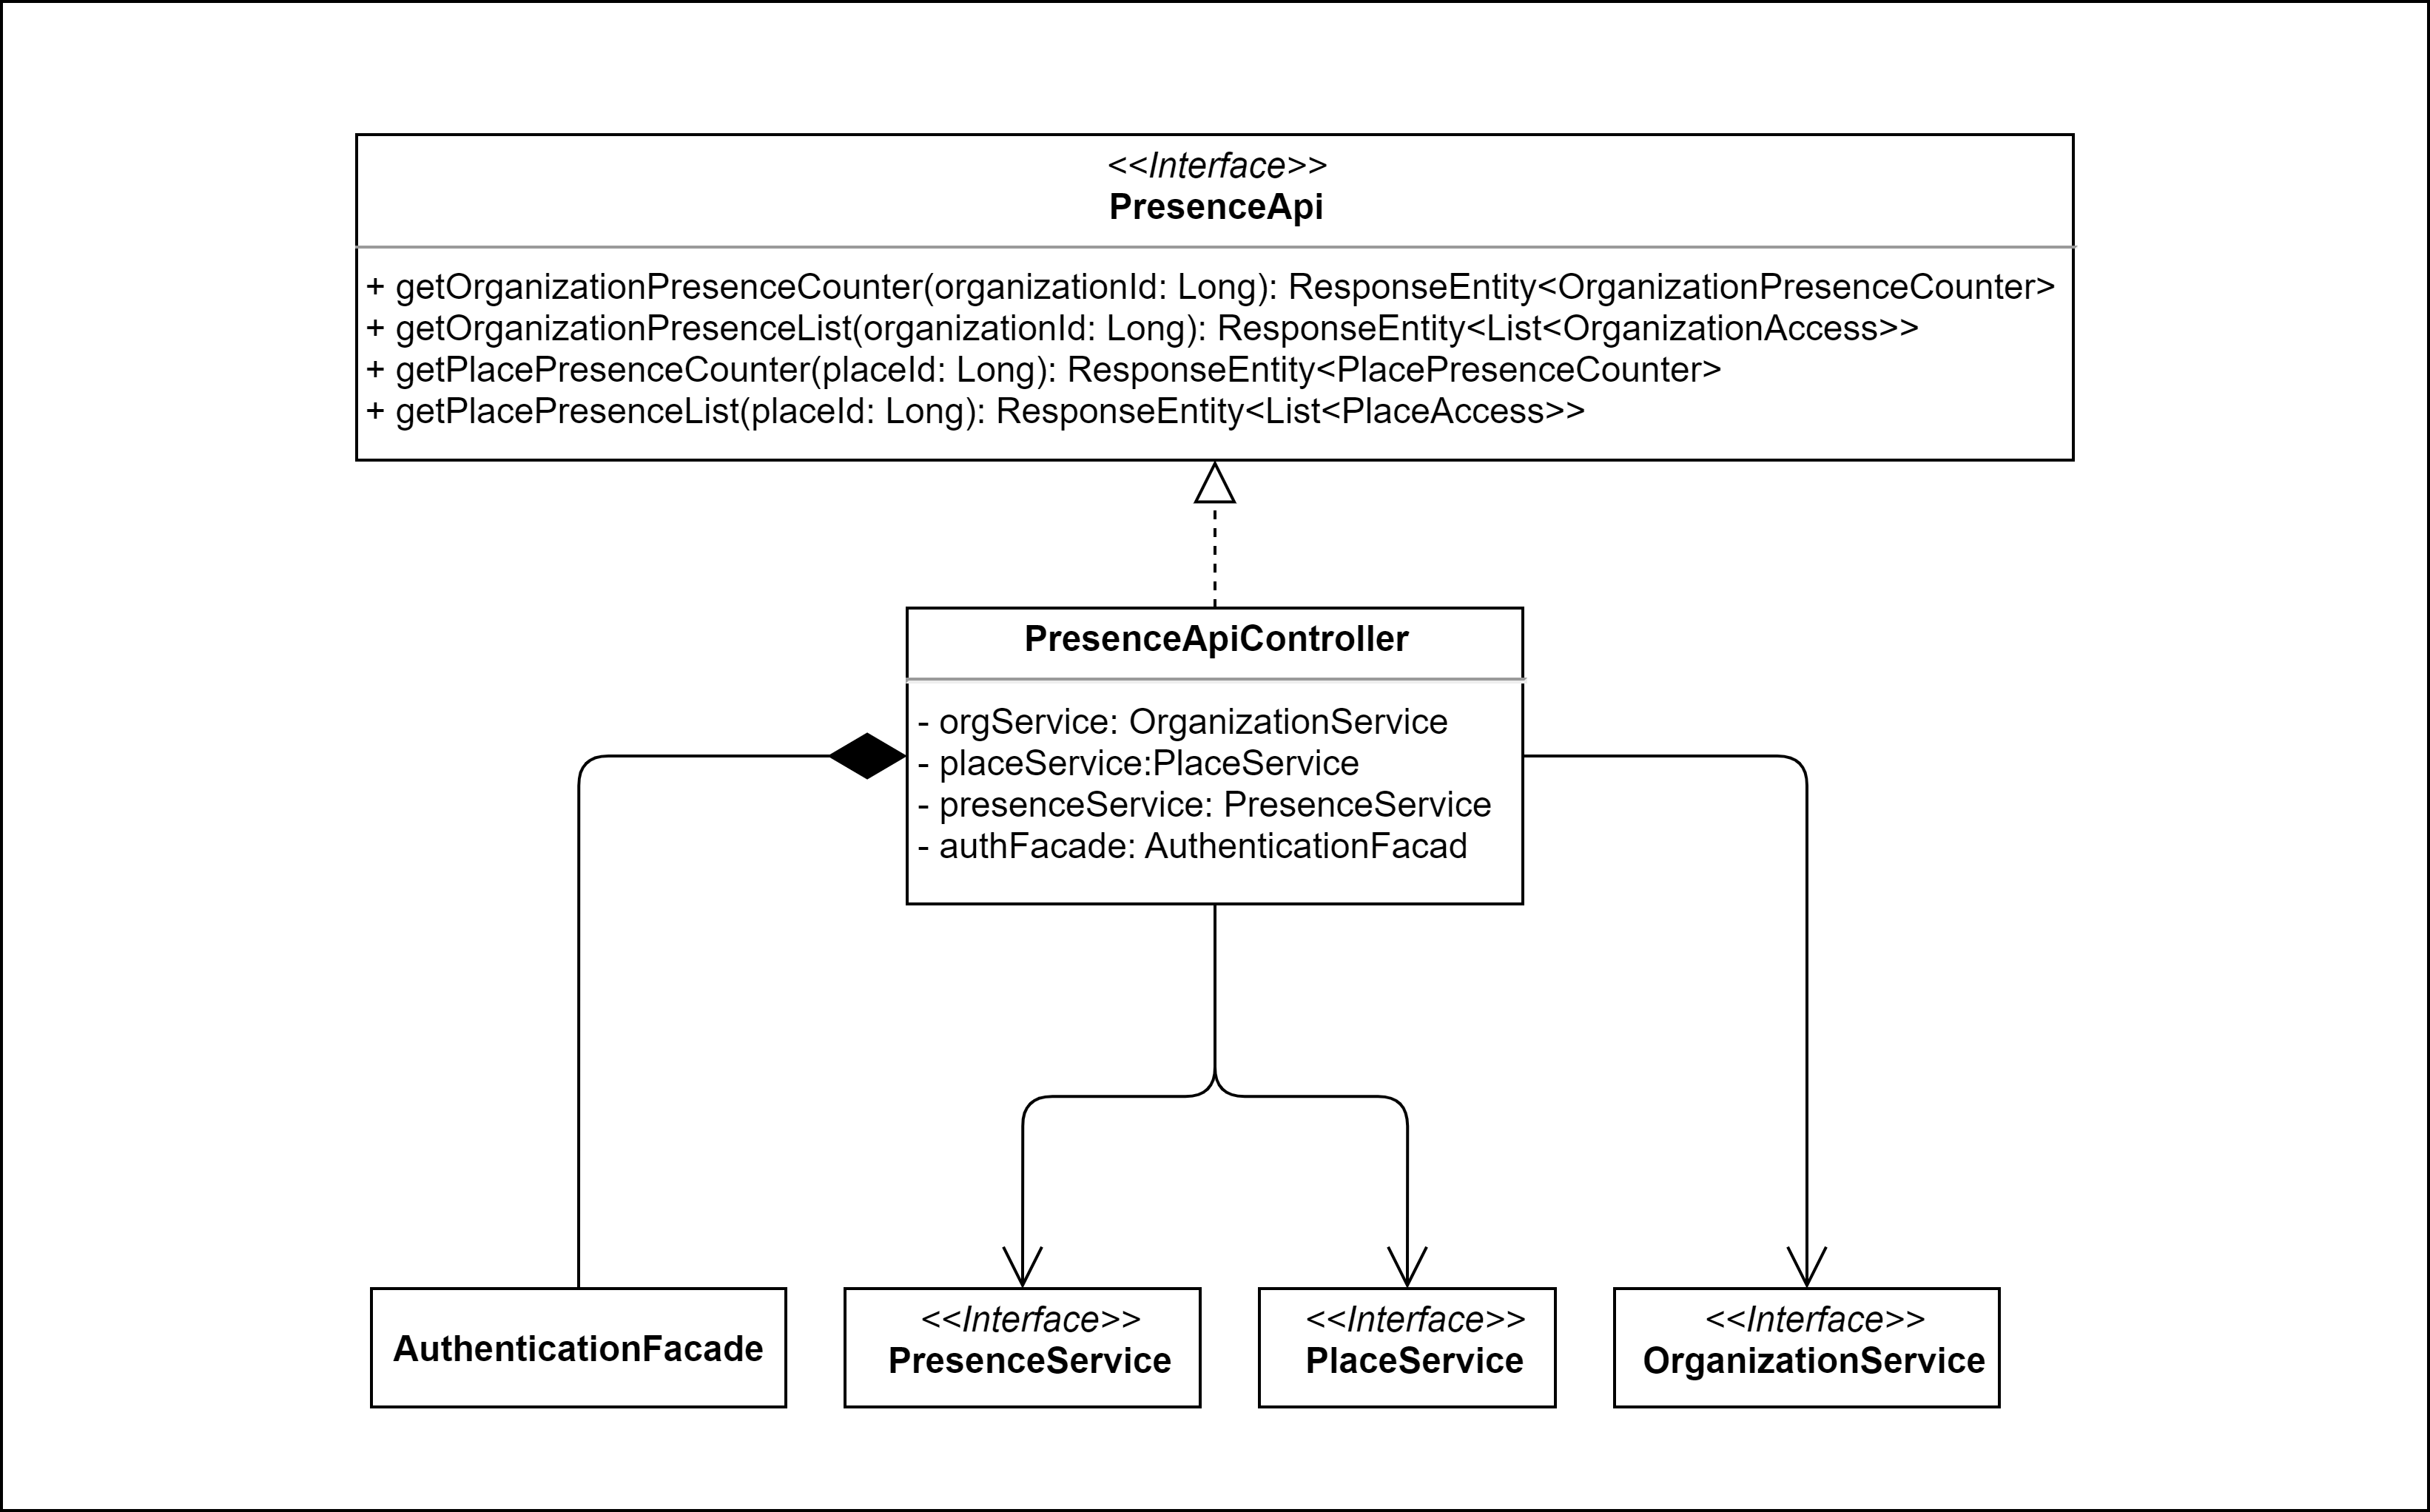 <<Interface>>
PresenceApi
+ getOrganizationPresenceCounter(organizationId: Long): ResponseEntity<OrganizationPresenceCounter>
+ getOrganizationPresenceList(organizationId: Long): ResponseEntity<List<OrganizationAccess>>
+ getPlacePresenceCounter(placeId: Long): ResponseEntity<PlacePresenceCounter>
+ getPlacePresenceList(placeId: Long): ResponseEntity<List<PlaceAccess>>
PresenceApiController
- orgService: OrganizationService
- placeService:PlaceService
- presenceService: PresenceService
- authFacade: AuthenticationFacad
AuthenticationFacade
<<Interface>>
PresenceService
<<Interface>>
PlaceService
<<Interface>>
OrganizationService